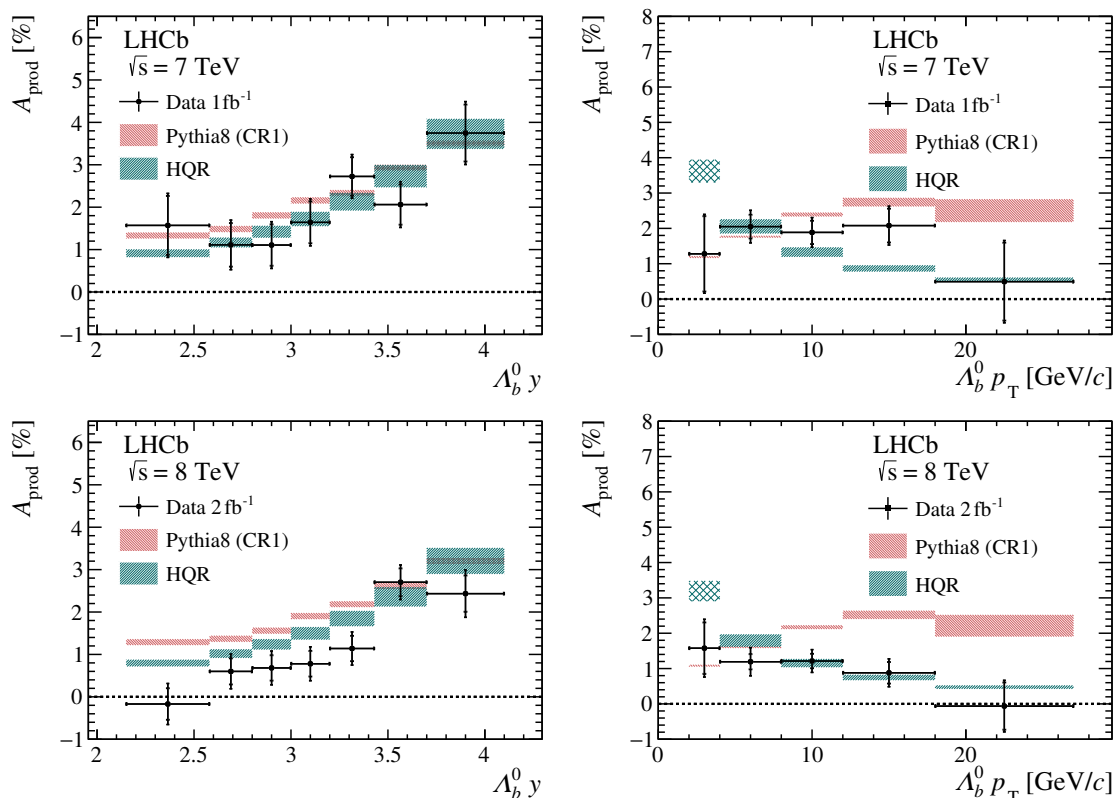 A_prod [%]
6
5
4
3
2
1
0
−1
LHCb
√s = 7 TeV
Data 1fb⁻¹
Pythia8 (CR1)
HQR
2 2.5 3 3.5 4
Λ_b^0 y
A_prod [%]
8
7
6
5
4
3
2
1
0
−1
LHCb
√s = 7 TeV
Data 1fb⁻¹
Pythia8 (CR1)
HQR
0 10 20
Λ_b^0 p_T [GeV/c]
A_prod [%]
6
5
4
3
2
1
0
−1
LHCb
√s = 8 TeV
Data 2fb⁻¹
Pythia8 (CR1)
HQR
2 2.5 3 3.5 4
Λ_b^0 y
A_prod [%]
8
7
6
5
4
3
2
1
0
−1
LHCb
√s = 8 TeV
Data 2fb⁻¹
Pythia8 (CR1)
HQR
0 10 20
Λ_b^0 p_T [GeV/c]